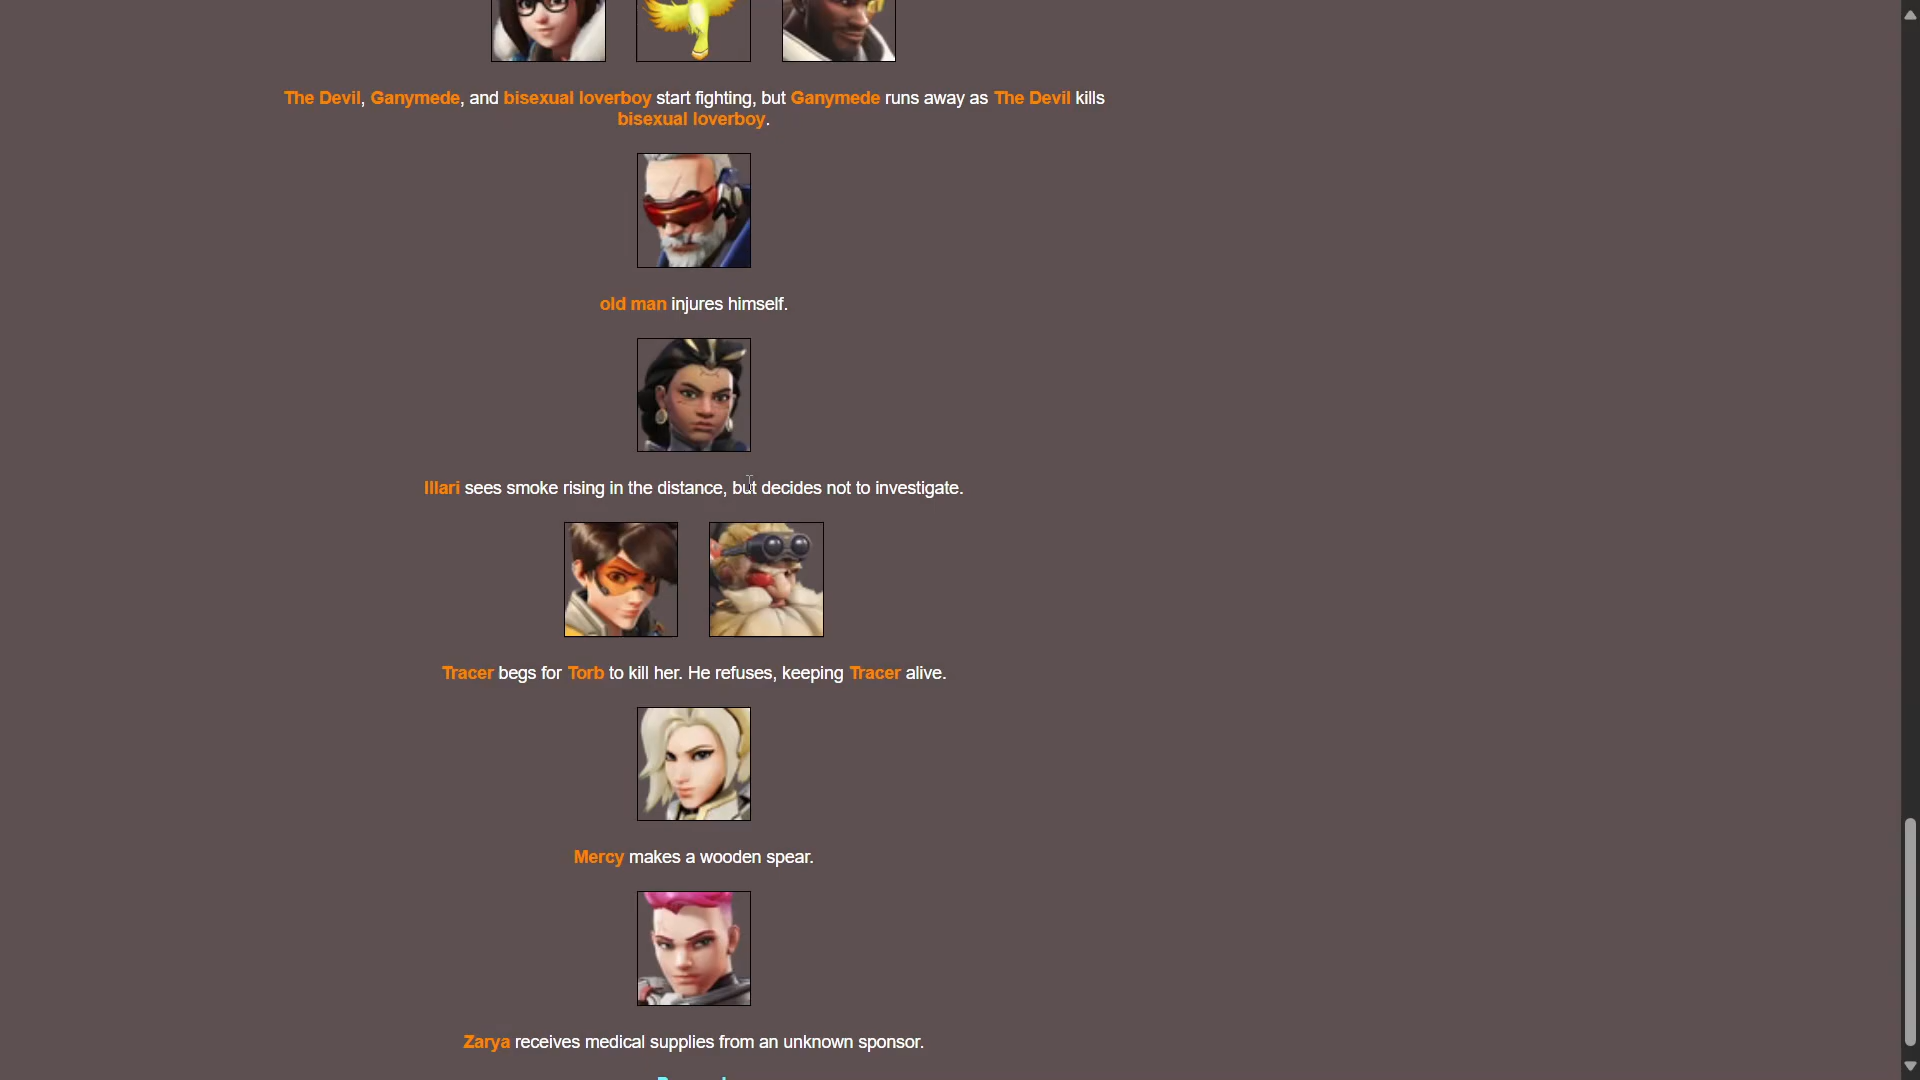 The Devil, Ganymede, and bisexual loverboy start fighting, but Ganymede runs away as The Devil kills
bisexual loverboy.
old man injures himself.
Illari sees smoke rising in the distance, but decides not to investigate.
Tracer begs for Torb to kill her. He refuses, keeping Tracer alive.
Mercy makes a wooden spear.
Zarya receives medical supplies from an unknown sponsor.